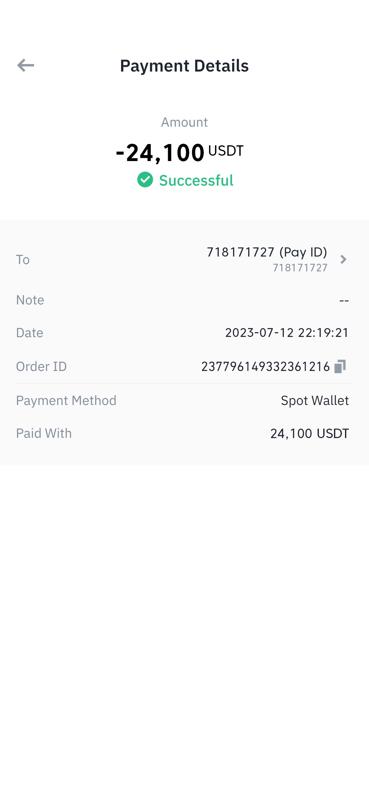 Payment Details
Amount
-24,100 USDT
Successful
To 718171727 (Pay ID)
718171727
Note --
Date 2023-07-12 22:19:21
Order ID 237796149332361216
Payment Method Spot Wallet
Paid With 24,100 USDT